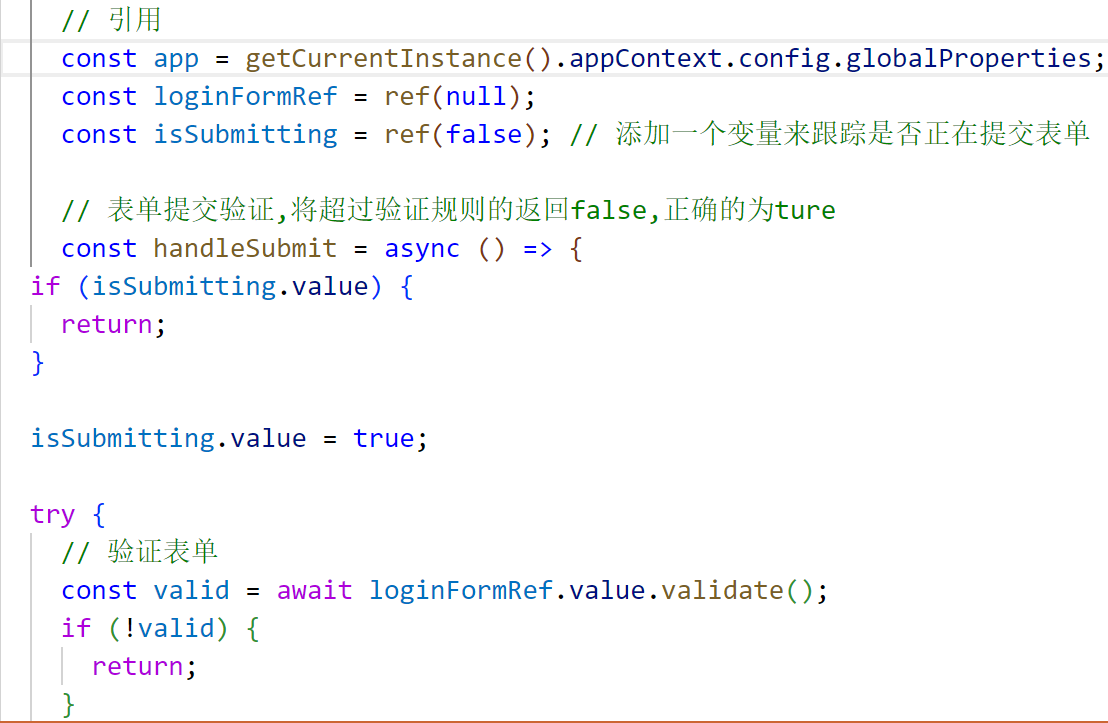 // 引用
const app = getCurrentInstance().appContext.config.globalProperties;
const loginFormRef = ref(null);
const isSubmitting = ref(false); // 添加一个变量来跟踪是否正在提交表单
// 表单提交验证,将超过验证规则的返回false,正确的为ture
const handleSubmit = async () => {
if (isSubmitting.value) {
return;
}
isSubmitting.value = true;
try {
// 验证表单
const valid = await loginFormRef.value.validate();
if (!valid) {
return;
}